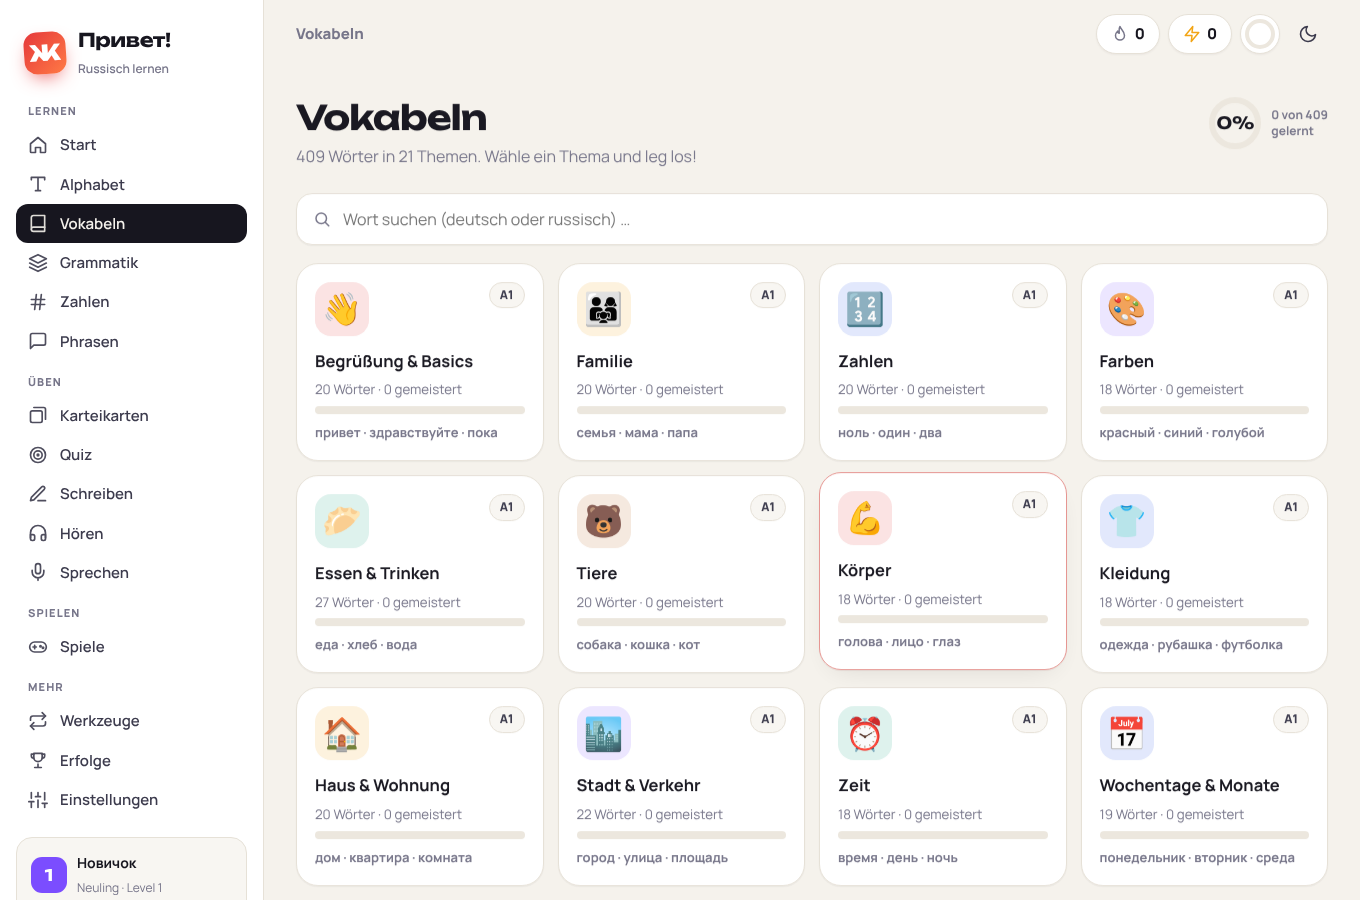 Ж
Привет!
Russisch lernen
LERNEN
Start
Alphabet
Vokabeln
Grammatik
Zahlen
Phrasen
ÜBEN
Karteikarten
Quiz
Schreiben
Hören
Sprechen
SPIELEN
Spiele
MEHR
Werkzeuge
Erfolge
Einstellungen
1
Новичок
Neuling · Level 1
Vokabeln
0
0
Vokabeln
409 Wörter in 21 Themen. Wähle ein Thema und leg los!
0%
0 von 409
gelernt
Wort suchen (deutsch oder russisch) …
A1
Begrüßung & Basics
20 Wörter · 0 gemeistert
привет · здравствуйте · пока
A1
Familie
20 Wörter · 0 gemeistert
семья · мама · папа
1 2
3 4
A1
Zahlen
20 Wörter · 0 gemeistert
ноль · один · два
A1
Farben
18 Wörter · 0 gemeistert
красный · синий · голубой
A1
Essen & Trinken
27 Wörter · 0 gemeistert
еда · хлеб · вода
A1
Tiere
20 Wörter · 0 gemeistert
собака · кошка · кот
A1
Körper
18 Wörter · 0 gemeistert
голова · лицо · глаз
A1
Kleidung
18 Wörter · 0 gemeistert
одежда · рубашка · футболка
A1
Haus & Wohnung
20 Wörter · 0 gemeistert
дом · квартира · комната
A1
Stadt & Verkehr
22 Wörter · 0 gemeistert
город · улица · площадь
A1
Zeit
18 Wörter · 0 gemeistert
время · день · ночь
July
17
A1
Wochentage & Monate
19 Wörter · 0 gemeistert
понедельник · вторник · среда